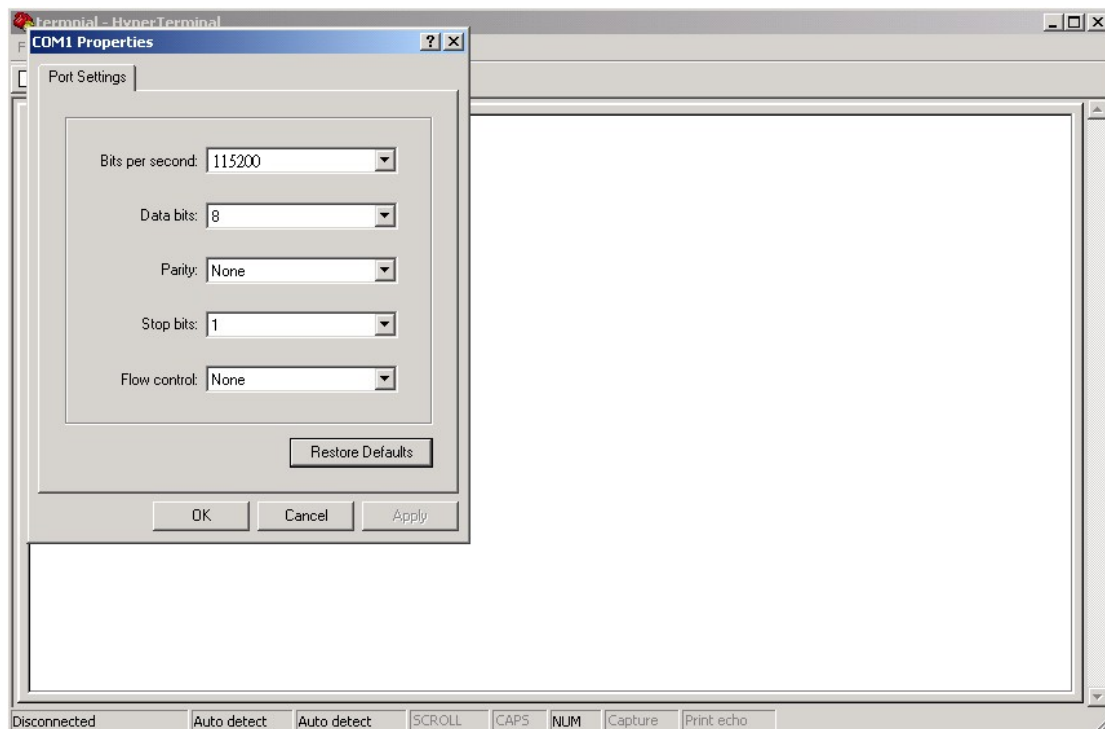 termnial - HyperTerminal
COM1 Properties
Port Settings
Bits per second: 115200
Data bits: 8
Parity: None
Stop bits: 1
Flow control: None
Restore Defaults
OK Cancel Apply
Disconnected Auto detect Auto detect SCROLL CAPS NUM Capture Print echo